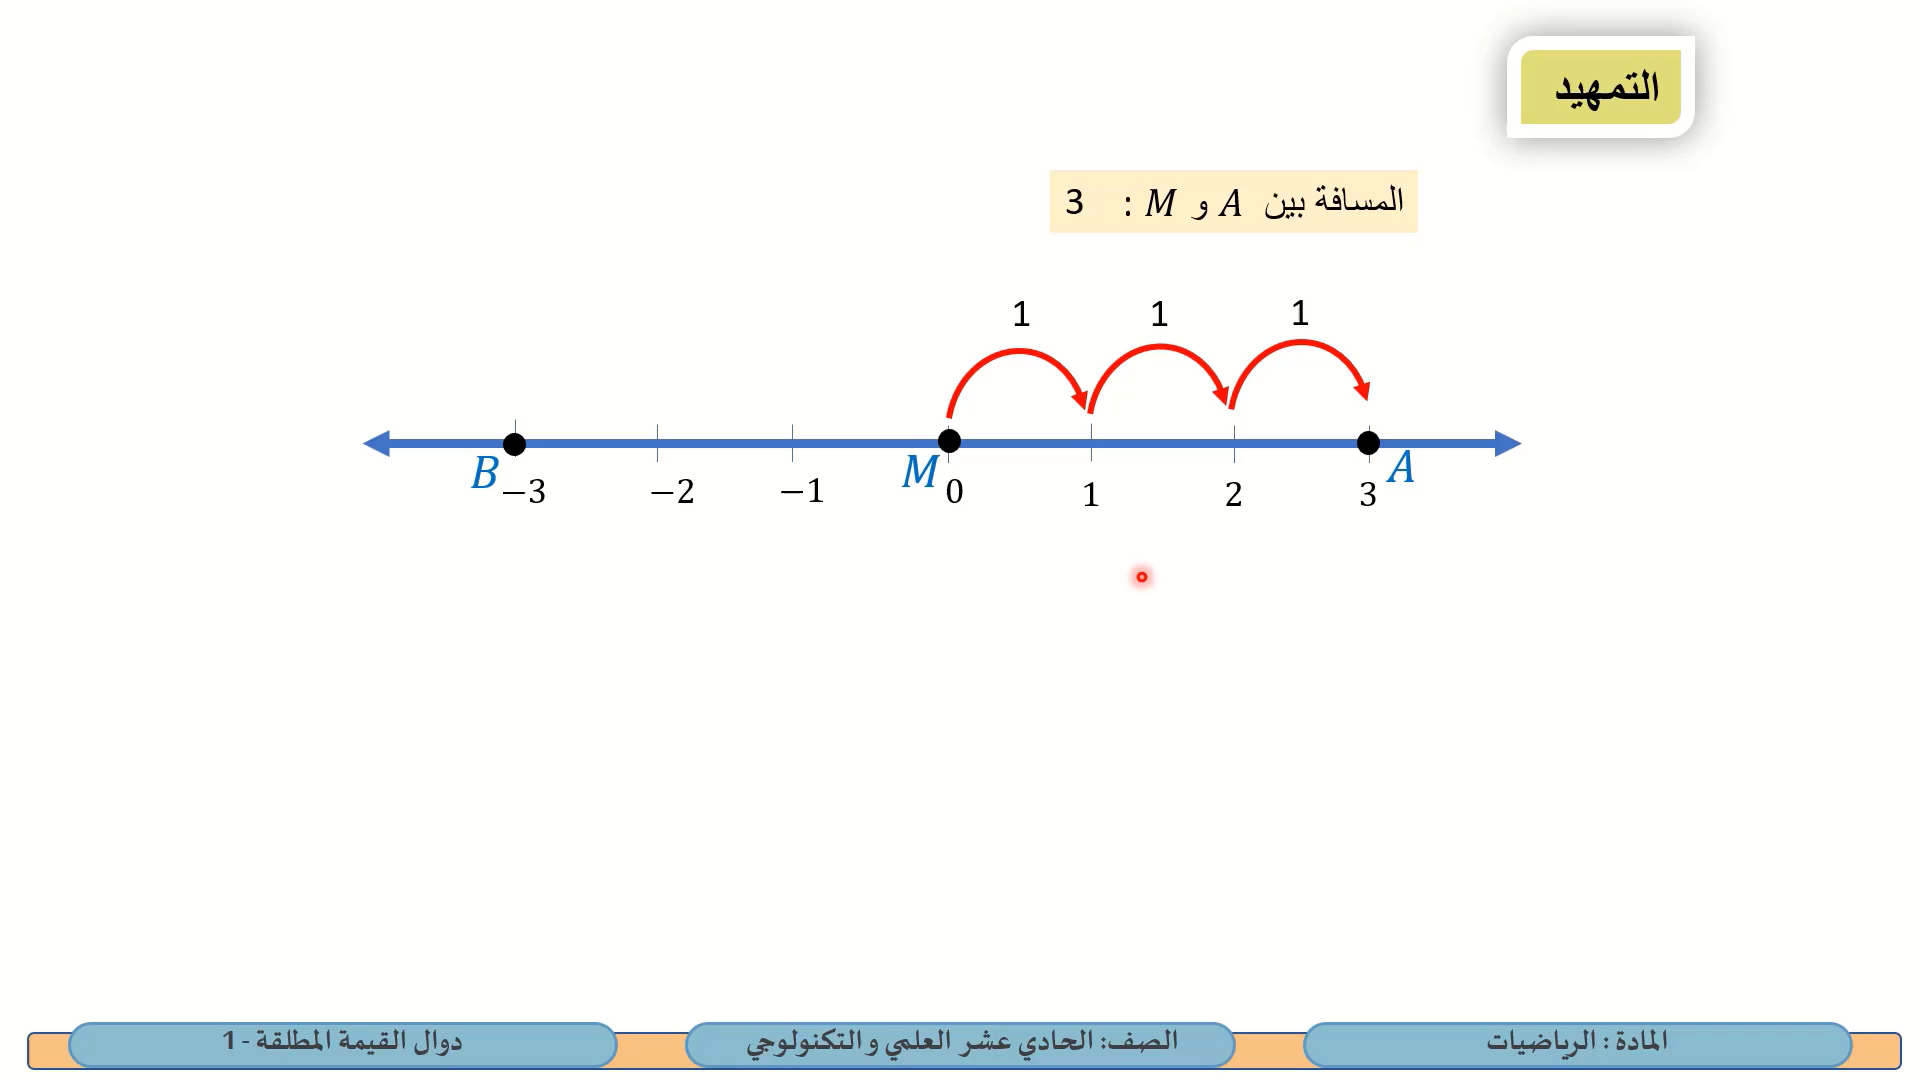 التمهيد
المسافة بين A و M : 3
1 1 1
B M A
−3 −2 −1 0 1 2 3
المادة : الرياضيات
الصف: الحادي عشر العلمي و التكنولوجي
دوال القيمة المطلقة - 1